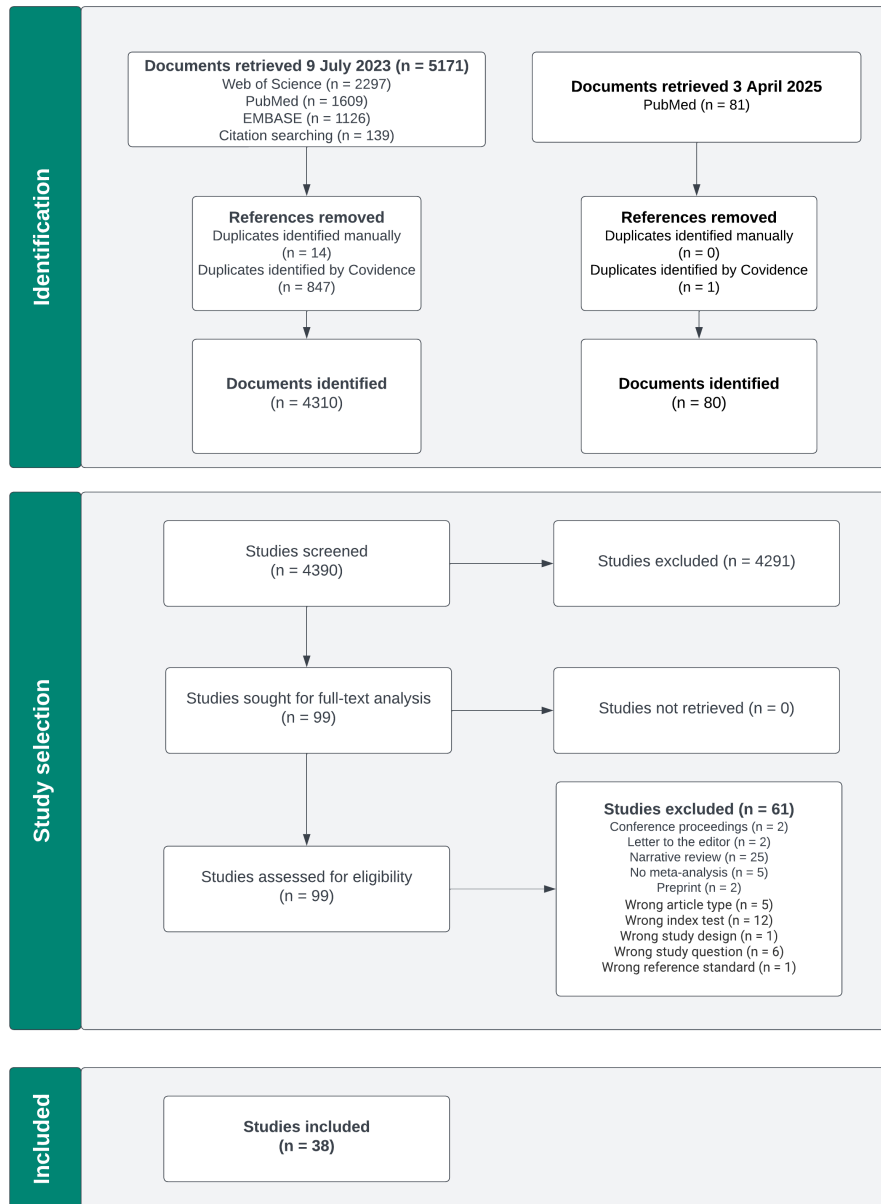 Identification
Documents retrieved 9 July 2023 (n = 5171)
Web of Science (n = 2297)
PubMed (n = 1609)
EMBASE (n = 1126)
Citation searching (n = 139)
Documents retrieved 3 April 2025
PubMed (n = 81)
References removed
Duplicates identified manually
(n = 14)
Duplicates identified by Covidence
(n = 847)
References removed
Duplicates identified manually
(n = 0)
Duplicates identified by Covidence
(n = 1)
Documents identified
(n = 4310)
Documents identified
(n = 80)
Study selection
Studies screened
(n = 4390)
Studies excluded (n = 4291)
Studies sought for full-text analysis
(n = 99)
Studies not retrieved (n = 0)
Studies assessed for eligibility
(n = 99)
Studies excluded (n = 61)
Conference proceedings (n = 2)
Letter to the editor (n = 2)
Narrative review (n = 25)
No meta-analysis (n = 5)
Preprint (n = 2)
Wrong article type (n = 5)
Wrong index test (n = 12)
Wrong study design (n = 1)
Wrong study question (n = 6)
Wrong reference standard (n = 1)
Included
Studies included
(n = 38)